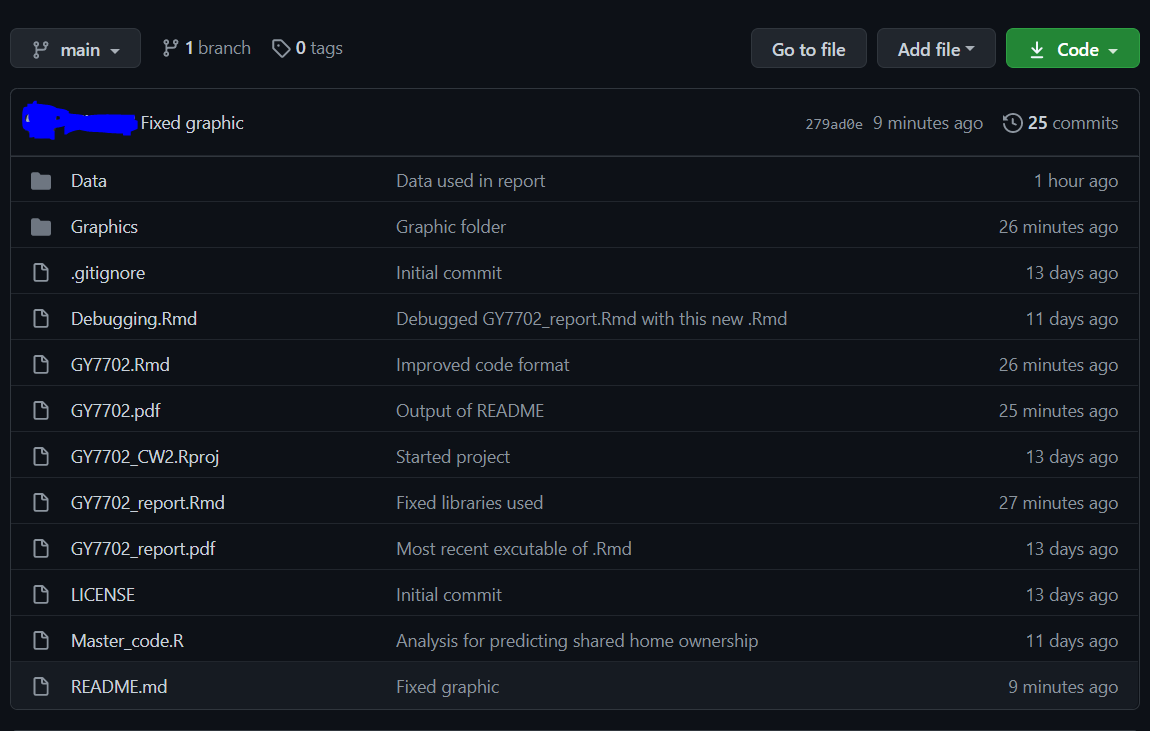 main 1 branch 0 tags Go to file Add file Code
Fixed graphic 279ad0e 9 minutes ago 25 commits
Data Data used in report 1 hour ago
Graphics Graphic folder 26 minutes ago
.gitignore Initial commit 13 days ago
Debugging.Rmd Debugged GY7702_report.Rmd with this new .Rmd 11 days ago
GY7702.Rmd Improved code format 26 minutes ago
GY7702.pdf Output of README 25 minutes ago
GY7702_CW2.Rproj Started project 13 days ago
GY7702_report.Rmd Fixed libraries used 27 minutes ago
GY7702_report.pdf Most recent excutable of .Rmd 13 days ago
LICENSE Initial commit 13 days ago
Master_code.R Analysis for predicting shared home ownership 11 days ago
README.md Fixed graphic 9 minutes ago